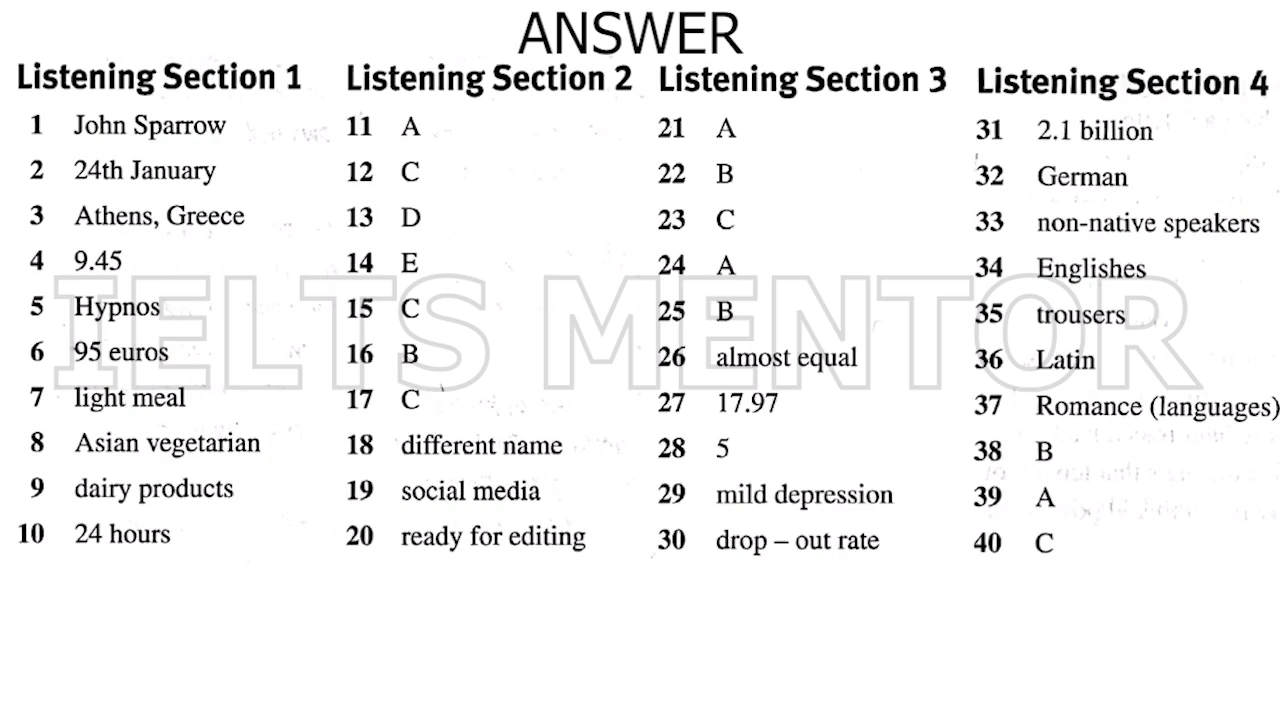 ANSWER
Listening Section 1
1 John Sparrow
2 24th January
3 Athens, Greece
4 9.45
5 Hypnos
6 95 euros
7 light meal
8 Asian vegetarian
9 dairy products
10 24 hours
Listening Section 2
11 A
12 C
13 D
14 E
15 C
16 B
17 C
18 different name
19 social media
20 ready for editing
Listening Section 3
21 A
22 B
23 C
24 A
25 B
26 almost equal
27 17.97
28 5
29 mild depression
30 drop – out rate
Listening Section 4
31 2.1 billion
32 German
33 non-native speakers
34 Englishes
35 trousers
36 Latin
37 Romance (languages)
38 B
39 A
40 C
IELTS MENTOR